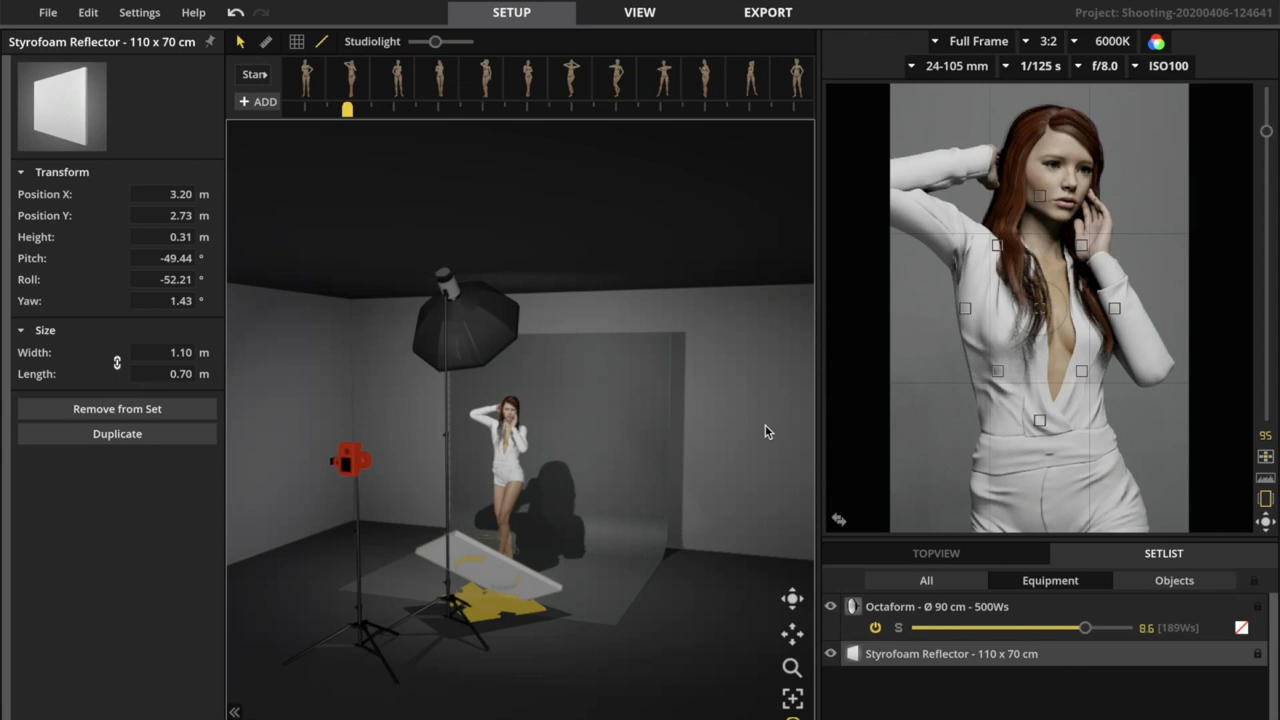 File Edit Settings Help SETUP VIEW EXPORT Project: Shooting-20200406-124641
Styrofoam Reflector - 110 x 70 cm
Studiolight
Full Frame 3:2 6000K
24-105 mm 1/125 s f/8.0 ISO100
ADD
Transform
Position X: 3.20 m
Position Y: 2.73 m
Height: 0.31 m
Pitch: -49.44 °
Roll: -52.21 °
Yaw: 1.43 °
Size
Width: 1.10 m
Length: 0.70 m
Remove from Set
Duplicate
95
TOPVIEW SETLIST
All Equipment Objects
Octaform - Ø 90 cm - 500Ws
S 8.6 [189Ws]
Styrofoam Reflector - 110 x 70 cm